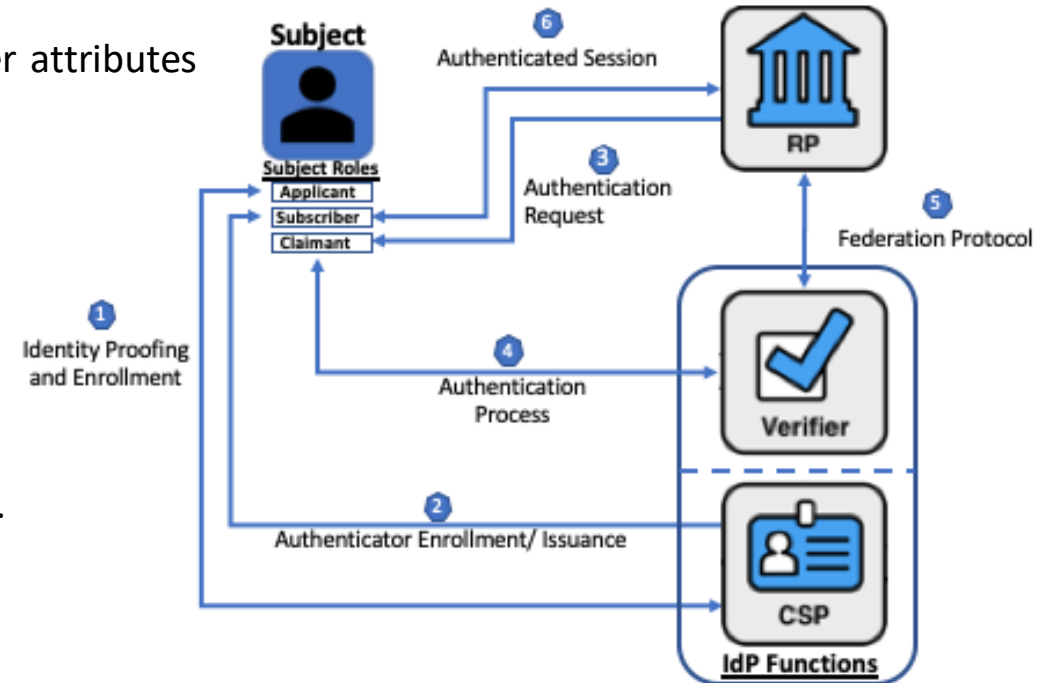 er attributes
.
Subject
Subject Roles
Applicant
Subscriber
Claimant
6
Authenticated Session
RP
3
Authentication
Request
5
Federation Protocol
1
Identity Proofing
and Enrollment
4
Authentication
Process
Verifier
2
Authenticator Enrollment/ Issuance
CSP
IdP Functions